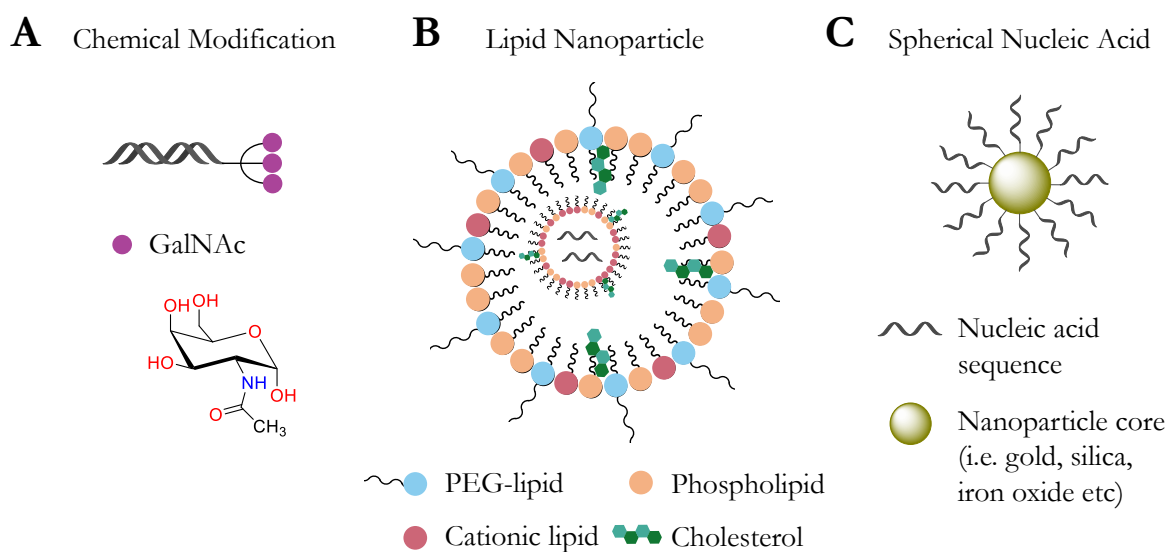 A Chemical Modification
GalNAc
OH
HO
O
HO
NH
OH
O
CH3
B Lipid Nanoparticle
PEG-lipid
Phospholipid
Cationic lipid
Cholesterol
C Spherical Nucleic Acid
Nucleic acid
sequence
Nanoparticle core
(i.e. gold, silica,
iron oxide etc)